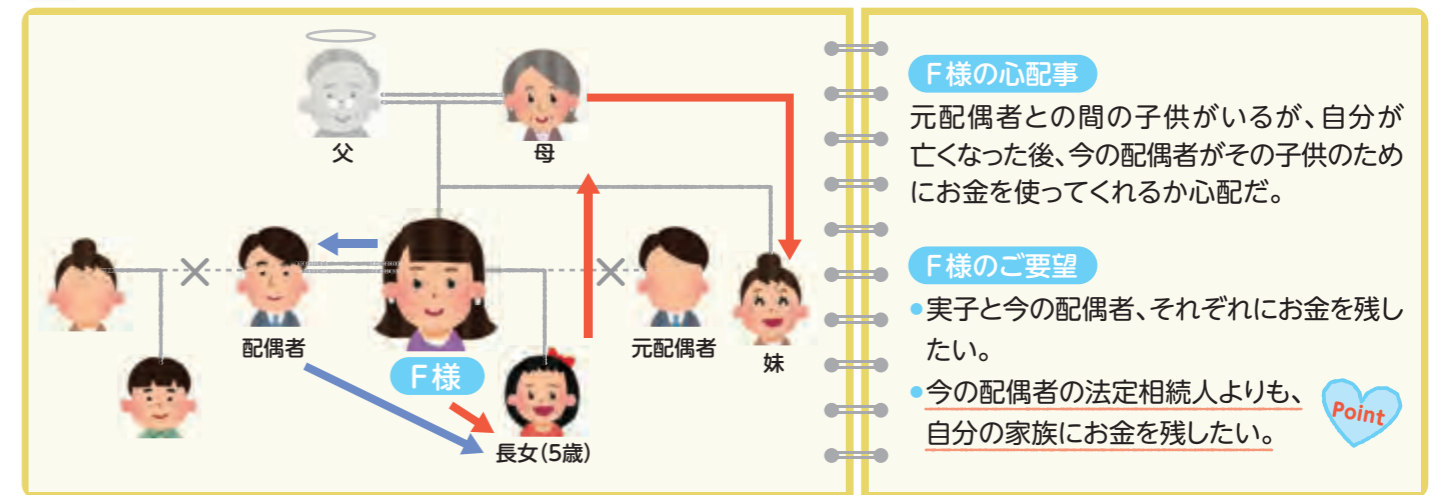 父
母
配偶者
F様
元配偶者
妹
長女(5歳)
F様の心配事
元配偶者との間の子供がいるが、自分が
亡くなった後、今の配偶者がその子供のため
にお金を使ってくれるか心配だ。
F様のご要望
●実子と今の配偶者、それぞれにお金を残し
たい。
●今の配偶者の法定相続人よりも、
自分の家族にお金を残したい。
Point